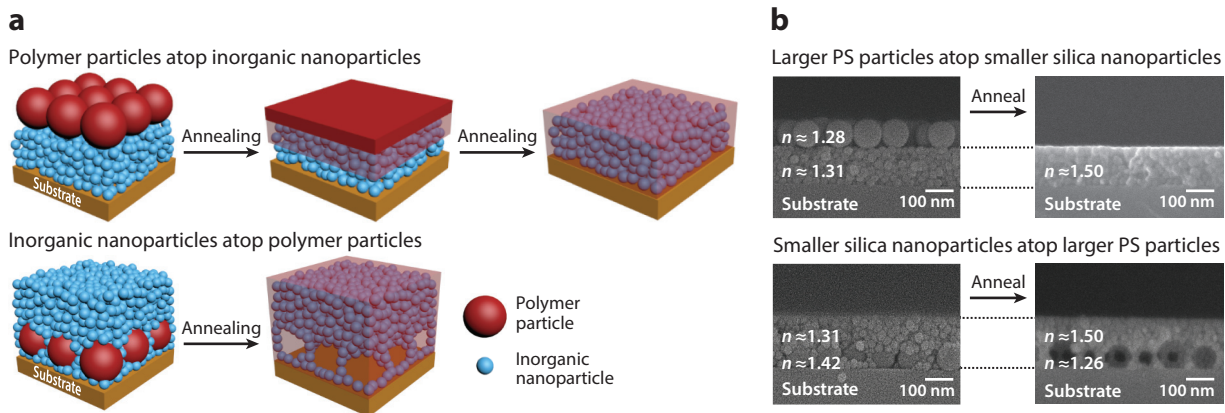 a
Polymer particles atop inorganic nanoparticles
Annealing
Annealing
Substrate
Inorganic nanoparticles atop polymer particles
Annealing
Substrate
Polymer
particle
Inorganic
nanoparticle
b
Larger PS particles atop smaller silica nanoparticles
Anneal
n ≈ 1.28
n ≈ 1.31
Substrate
100 nm
n ≈ 1.50
Substrate
100 nm
Smaller silica nanoparticles atop larger PS particles
Anneal
n ≈ 1.31
n ≈ 1.42
Substrate
100 nm
n ≈ 1.50
n ≈ 1.26
Substrate
100 nm